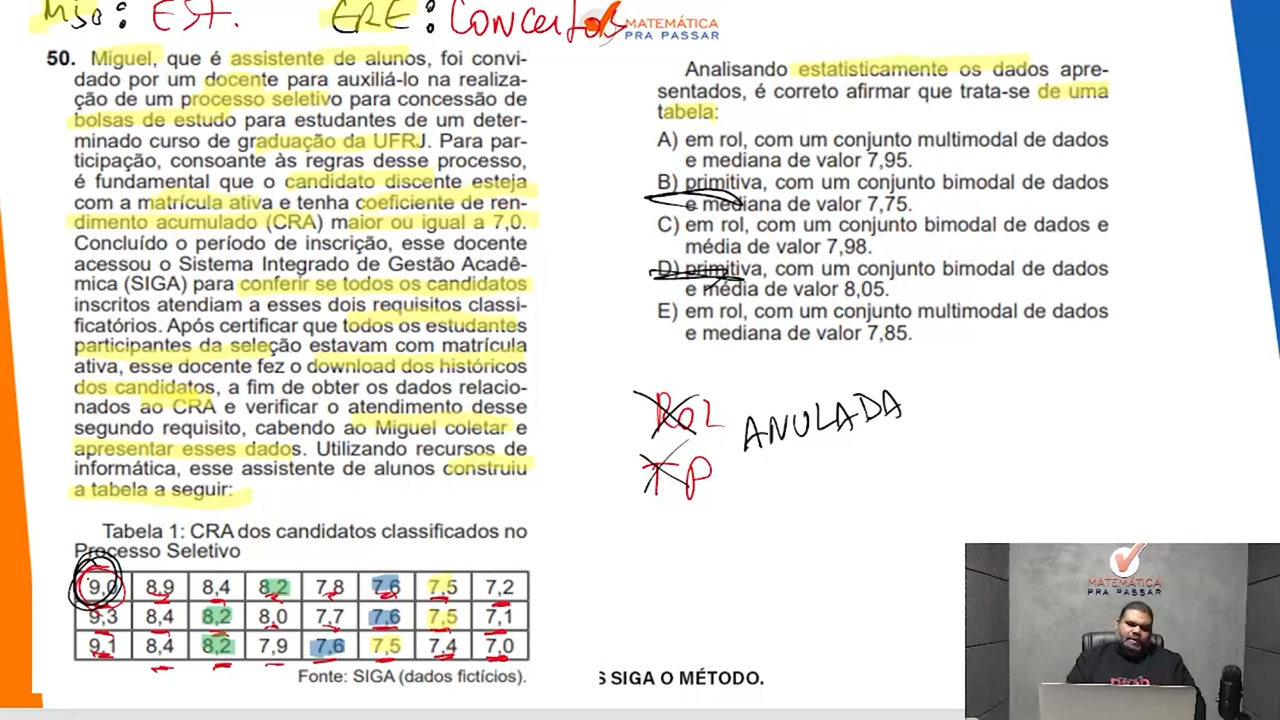 MSO: EST. ERE: CONCEITOS
MATEMÁTICA
PRA PASSAR
50. Miguel, que é assistente de alunos, foi convi-
dado por um docente para auxiliá-lo na realiza-
ção de um processo seletivo para concessão de
bolsas de estudo para estudantes de um deter-
minado curso de graduação da UFRJ. Para par-
ticipação, consoante às regras desse processo,
é fundamental que o candidato discente esteja
com a matrícula ativa e tenha coeficiente de ren-
dimento acumulado (CRA) maior ou igual a 7,0.
Concluído o período de inscrição, esse docente
acessou o Sistema Integrado de Gestão Acadê-
mica (SIGA) para conferir se todos os candidatos
inscritos atendiam a esses dois requisitos classi-
ficatórios. Após certificar que todos os estudantes
participantes da seleção estavam com matrícula
ativa, esse docente fez o download dos históricos
dos candidatos, a fim de obter os dados relacio-
nados ao CRA e verificar o atendimento desse
segundo requisito, cabendo ao Miguel coletar e
apresentar esses dados. Utilizando recursos de
informática, esse assistente de alunos construiu
a tabela a seguir:
Tabela 1: CRA dos candidatos classificados no
Processo Seletivo
9,0 8,9 8,4 8,2 7,8 7,6 7,5 7,2
9,3 8,4 8,2 8,0 7,7 7,6 7,5 7,1
9,1 8,4 8,2 7,9 7,6 7,5 7,4 7,0
Fonte: SIGA (dados fictícios).
Analisando estatisticamente os dados apre-
sentados, é correto afirmar que trata-se de uma
tabela:
A) em rol, com um conjunto multimodal de dados
e mediana de valor 7,95.
B) primitiva, com um conjunto bimodal de dados
e mediana de valor 7,75.
C) em rol, com um conjunto bimodal de dados e
média de valor 7,98.
D) primitiva, com um conjunto bimodal de dados
e média de valor 8,05.
E) em rol, com um conjunto multimodal de dados
e mediana de valor 7,85.
ROL
ANULADA
TP
S SIGA O MÉTODO.
MATEMÁTICA
PRA PASSAR